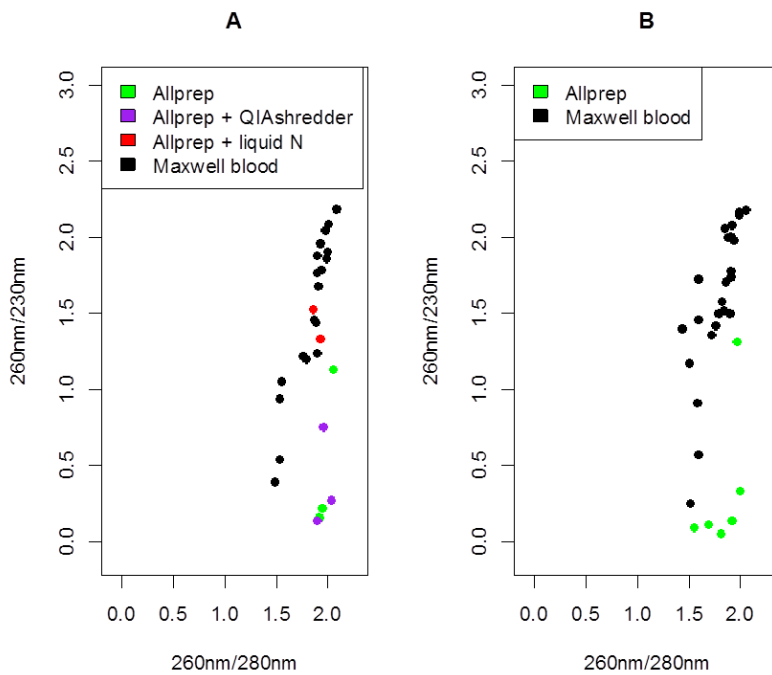 A
3.0
2.5
2.0
1.5
1.0
0.5
0.0
260nm/230nm
Allprep
Allprep + QIAshredder
Allprep + liquid N
Maxwell blood
0.0 0.5 1.0 1.5 2.0
260nm/280nm
B
3.0
2.5
2.0
1.5
1.0
0.5
0.0
260nm/230nm
Allprep
Maxwell blood
0.0 0.5 1.0 1.5 2.0
260nm/280nm